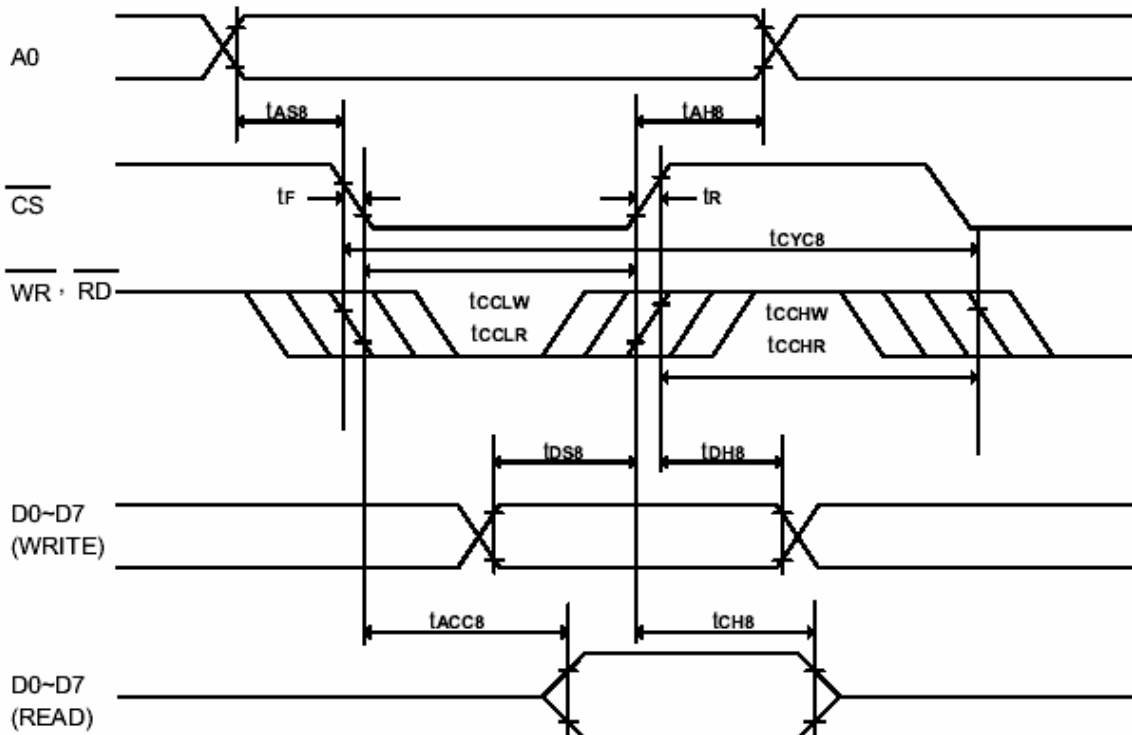 A0
tAS8
tAH8
CS
tF
tR
tCYC8
WR , RD
tCCLW
tCCLR
tCCHW
tCCHR
tDS8
tDH8
D0~D7
(WRITE)
tACC8
tCH8
D0~D7
(READ)